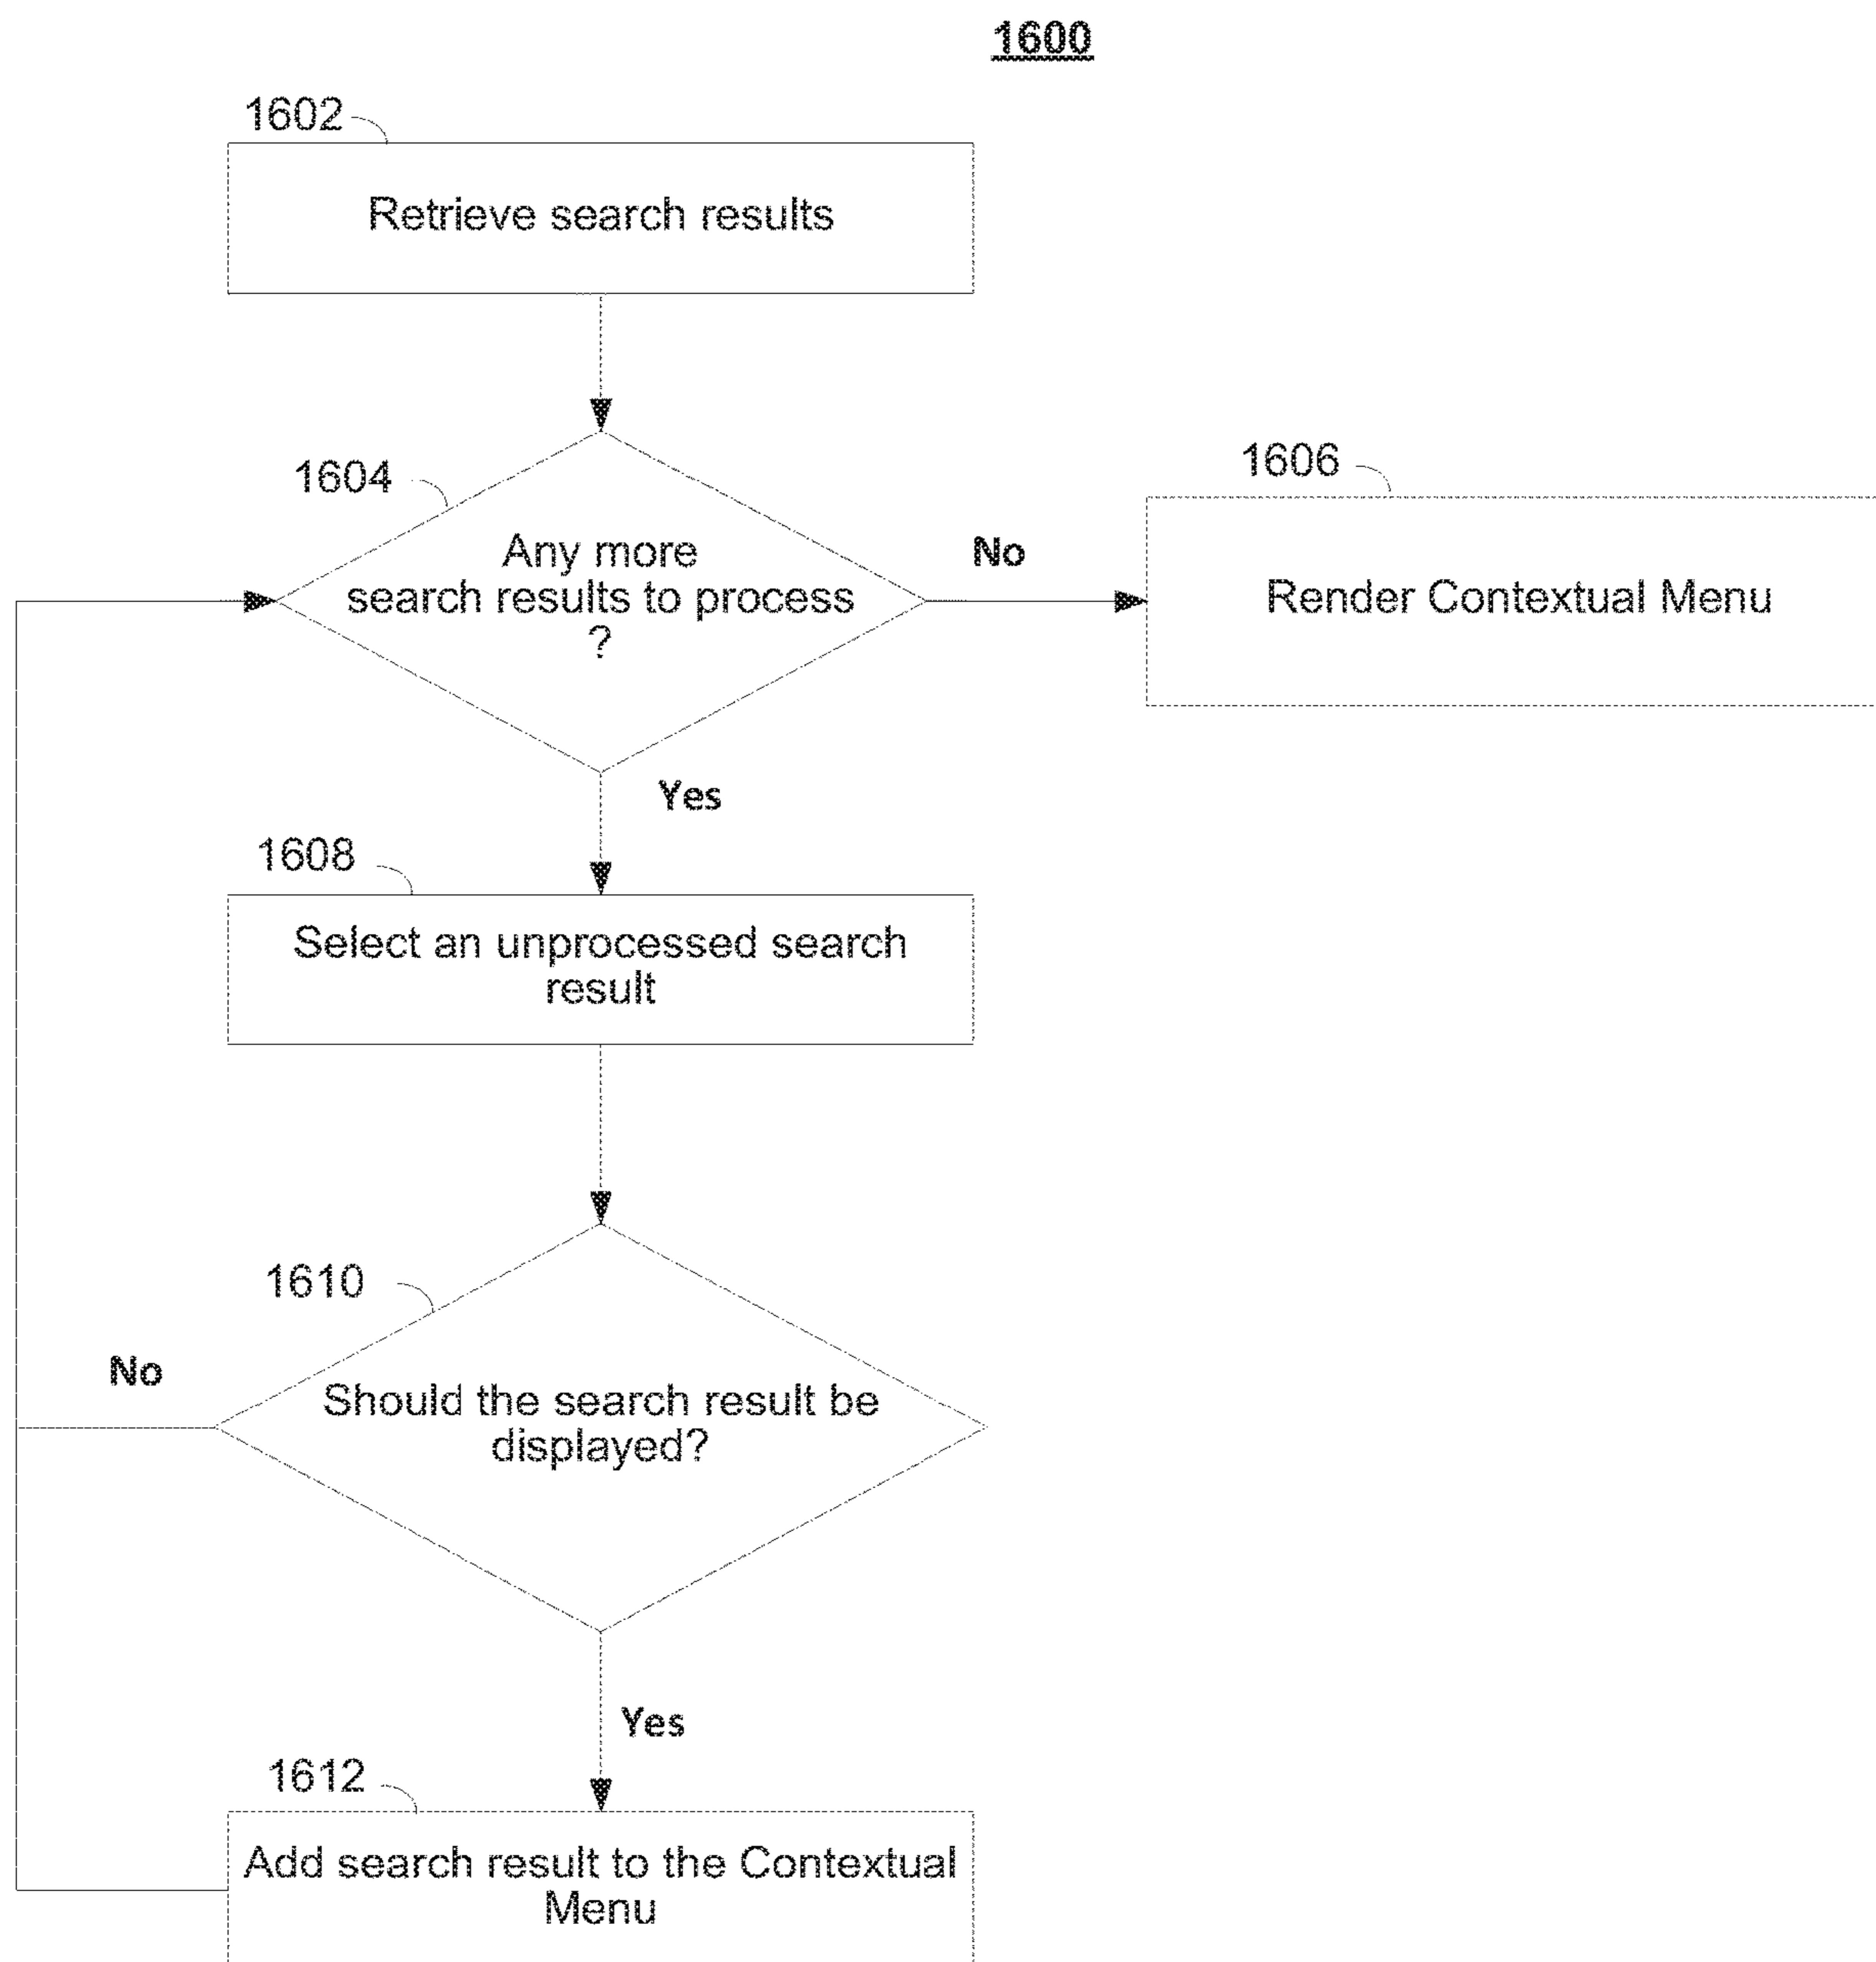 1600
1602
Retrieve search results
1604
Any more
search results to process
?
No
1606
Render Contextual Menu
Yes
1608
Select an unprocessed search
result
1610
No
Should the search result be
displayed?
Yes
1612
Add search result to the Contextual
Menu